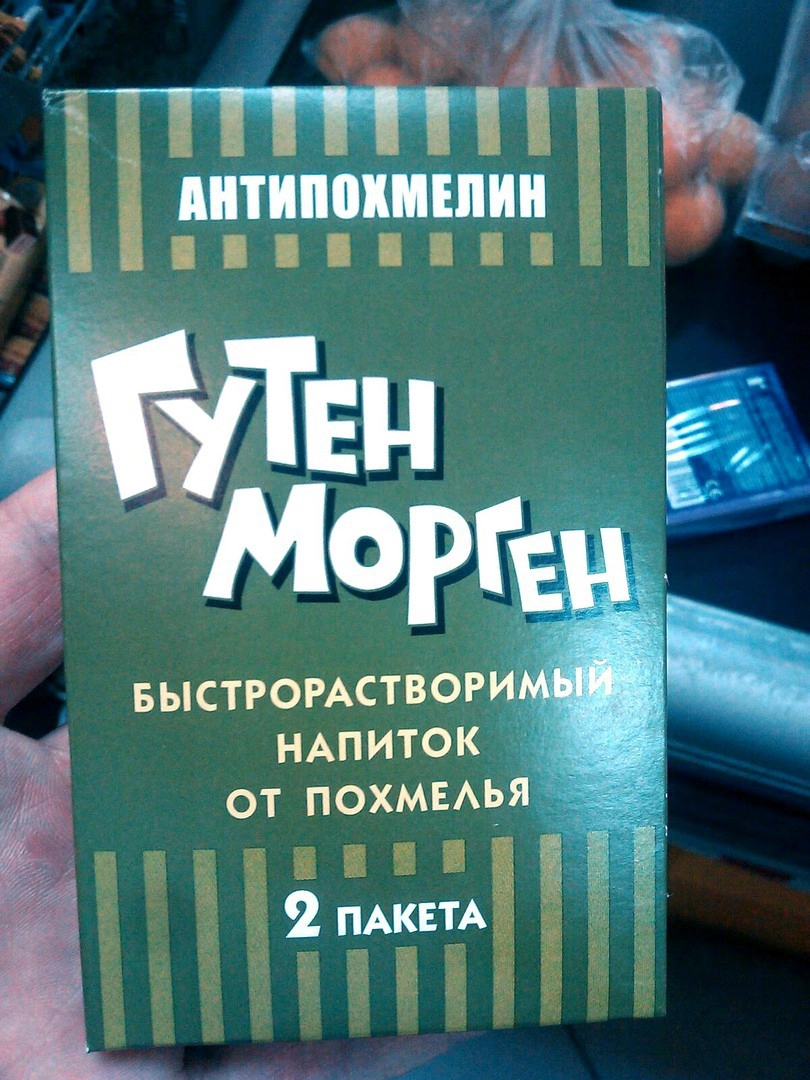 АНТИПОХМЕЛИН
ГУТЕН
МОРГЕН
БЫСТРОРАСТВОРИМЫЙ
НАПИТОК
ОТ ПОХМЕЛЬЯ
2 ПАКЕТА